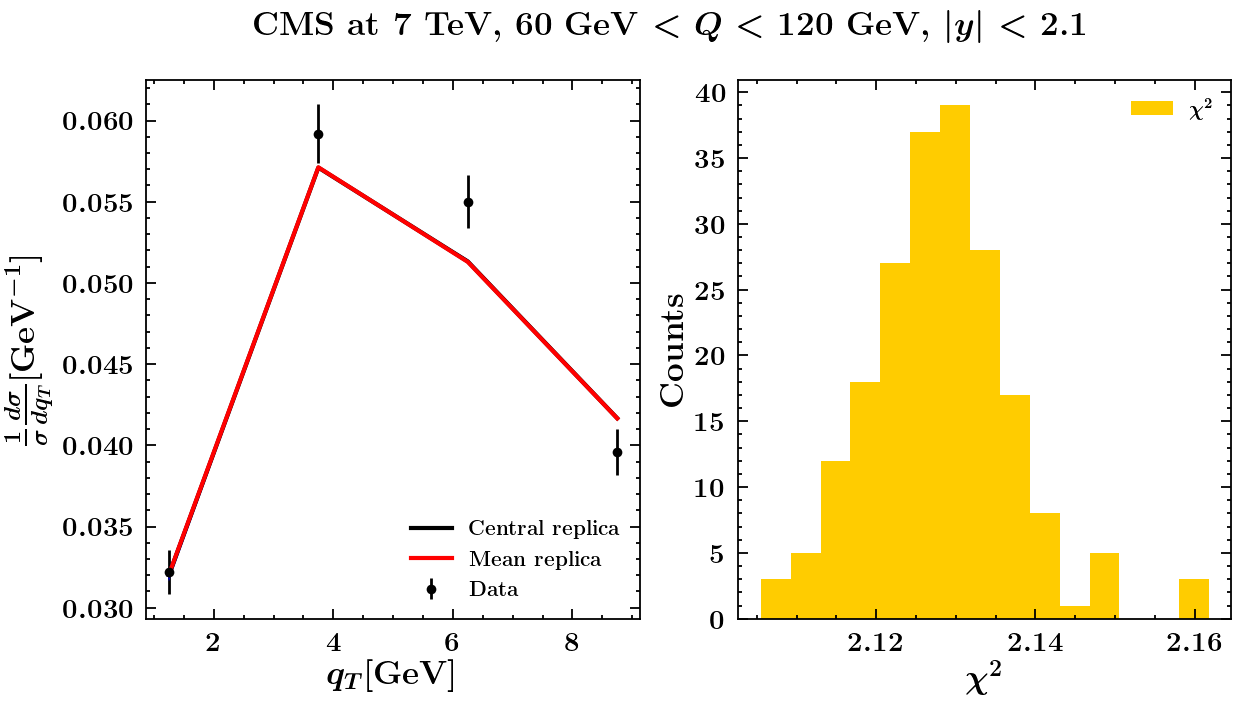 CMS at 7 TeV, 60 GeV < Q < 120 GeV, |y| < 2.1
0.060
0.055
0.050
0.045
0.040
0.035
0.030
1/σ dσ/dq_T [GeV⁻¹]
2 4 6 8
q_T[GeV]
Central replica
Mean replica
Data
40
35
30
25
20
15
10
5
0
Counts
2.12 2.14 2.16
χ²
χ²